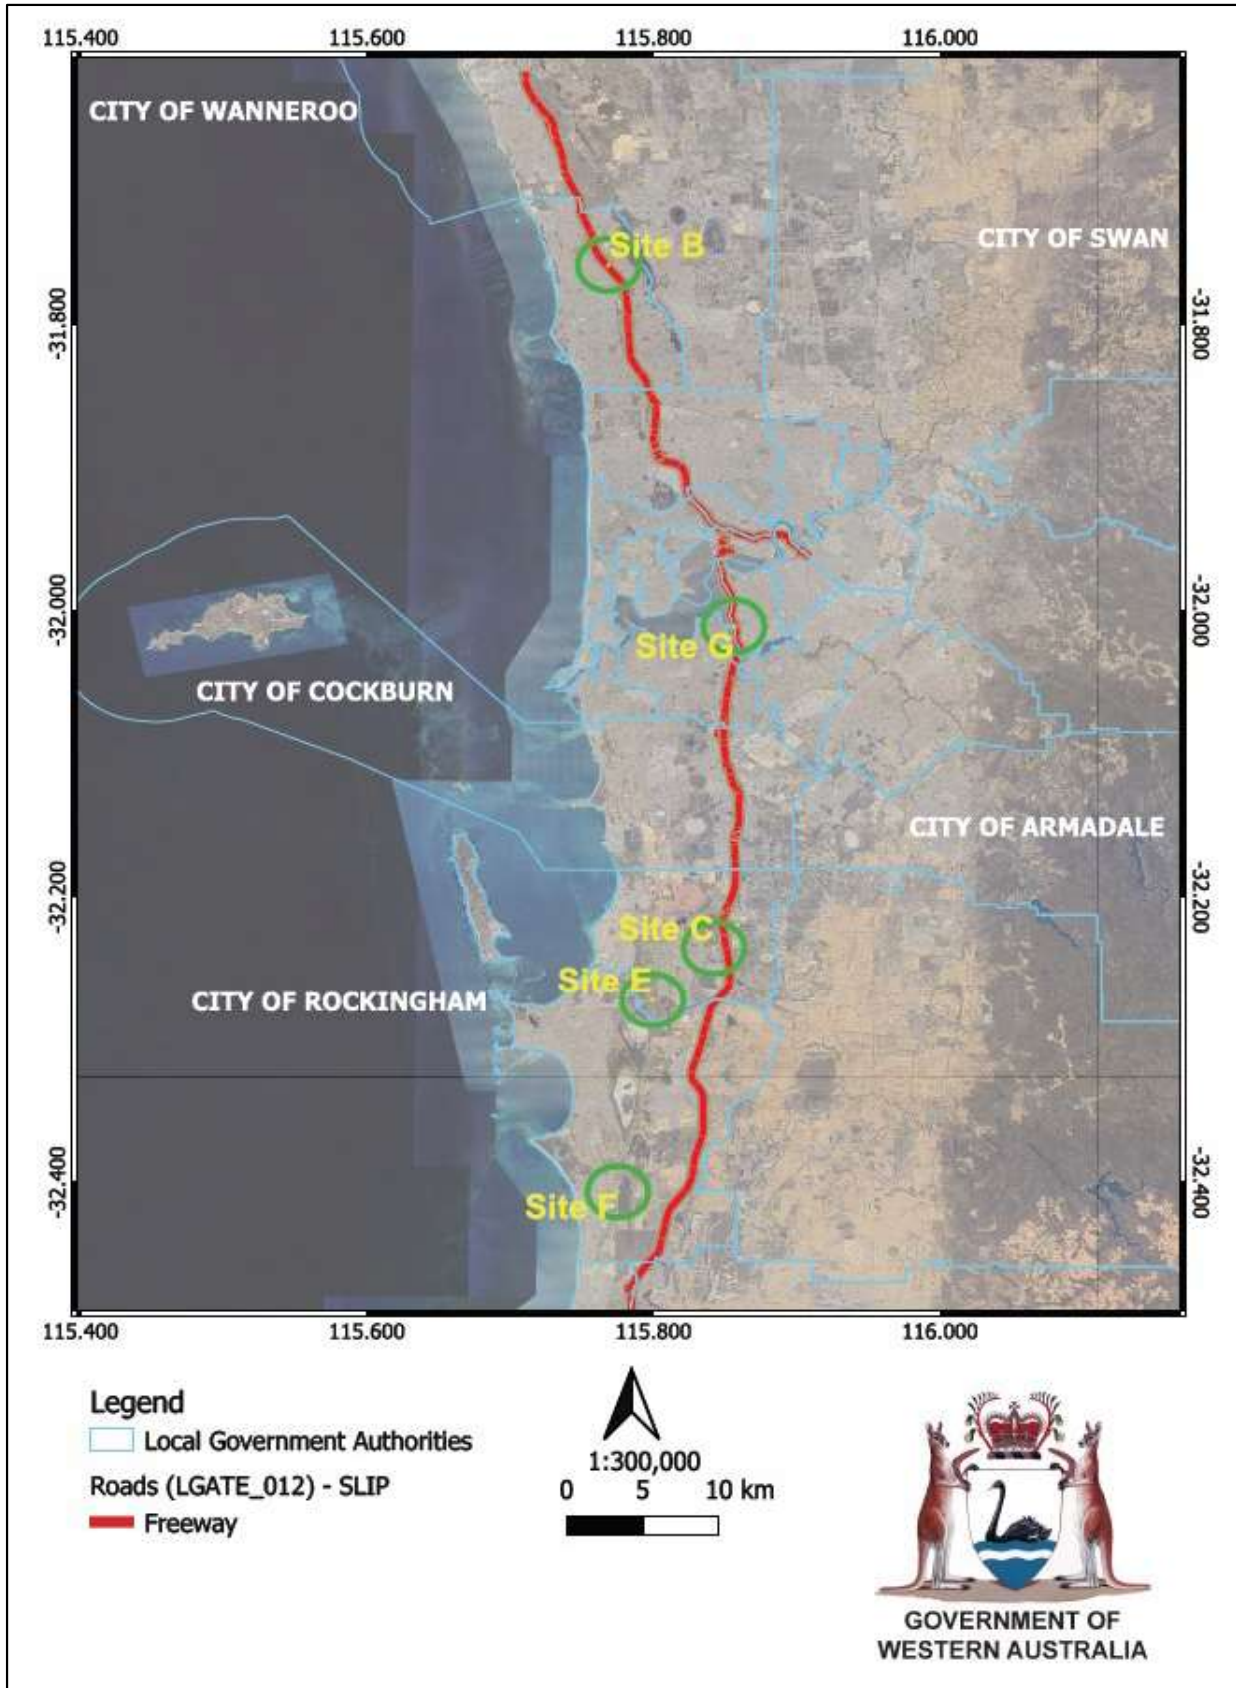 115.400 115.600 115.800 116.000
CITY OF WANNEROO
CITY OF SWAN
Site B
-31.800 -31.800
-32.000 -32.000
Site G
CITY OF COCKBURN
CITY OF ARMADALE
-32.200 -32.200
Site C
Site E
CITY OF ROCKINGHAM
-32.400 -32.400
Site F
115.400 115.600 115.800 116.000
Legend
Local Government Authorities
Roads (LGATE_012) - SLIP
Freeway
1:300,000
0 5 10 km
GOVERNMENT OF
WESTERN AUSTRALIA